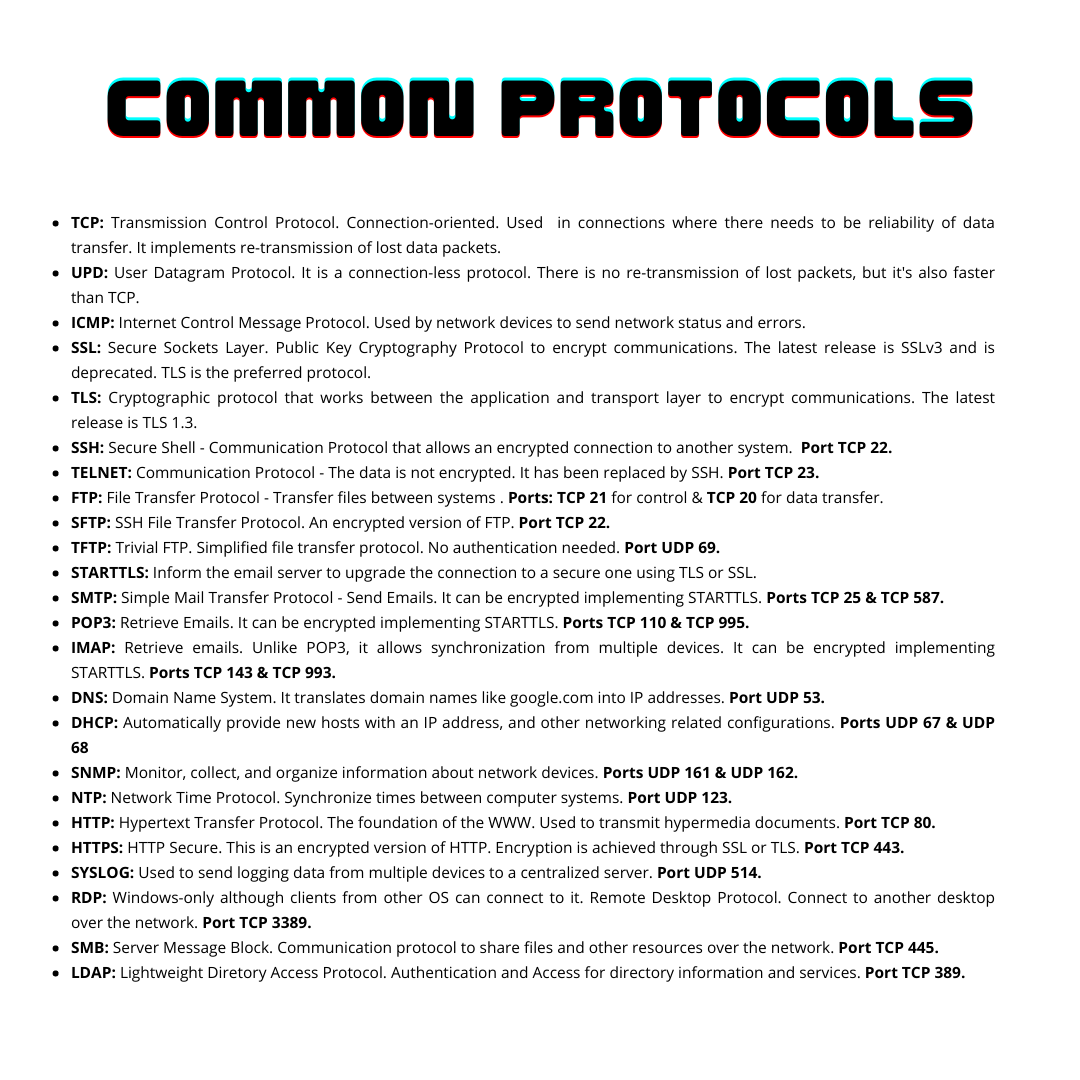 COMMON PROTOCOLS
• TCP: Transmission Control Protocol. Connection-oriented. Used in connections where there needs to be reliability of data
transfer. It implements re-transmission of lost data packets.
• UPD: User Datagram Protocol. It is a connection-less protocol. There is no re-transmission of lost packets, but it's also faster
than TCP.
• ICMP: Internet Control Message Protocol. Used by network devices to send network status and errors.
• SSL: Secure Sockets Layer. Public Key Cryptography Protocol to encrypt communications. The latest release is SSLv3 and is
deprecated. TLS is the preferred protocol.
• TLS: Cryptographic protocol that works between the application and transport layer to encrypt communications. The latest
release is TLS 1.3.
• SSH: Secure Shell - Communication Protocol that allows an encrypted connection to another system. Port TCP 22.
• TELNET: Communication Protocol - The data is not encrypted. It has been replaced by SSH. Port TCP 23.
• FTP: File Transfer Protocol - Transfer files between systems . Ports: TCP 21 for control & TCP 20 for data transfer.
• SFTP: SSH File Transfer Protocol. An encrypted version of FTP. Port TCP 22.
• TFTP: Trivial FTP. Simplified file transfer protocol. No authentication needed. Port UDP 69.
• STARTTLS: Inform the email server to upgrade the connection to a secure one using TLS or SSL.
• SMTP: Simple Mail Transfer Protocol - Send Emails. It can be encrypted implementing STARTTLS. Ports TCP 25 & TCP 587.
• POP3: Retrieve Emails. It can be encrypted implementing STARTTLS. Ports TCP 110 & TCP 995.
• IMAP: Retrieve emails. Unlike POP3, it allows synchronization from multiple devices. It can be encrypted implementing
STARTTLS. Ports TCP 143 & TCP 993.
• DNS: Domain Name System. It translates domain names like google.com into IP addresses. Port UDP 53.
• DHCP: Automatically provide new hosts with an IP address, and other networking related configurations. Ports UDP 67 & UDP
68
• SNMP: Monitor, collect, and organize information about network devices. Ports UDP 161 & UDP 162.
• NTP: Network Time Protocol. Synchronize times between computer systems. Port UDP 123.
• HTTP: Hypertext Transfer Protocol. The foundation of the WWW. Used to transmit hypermedia documents. Port TCP 80.
• HTTPS: HTTP Secure. This is an encrypted version of HTTP. Encryption is achieved through SSL or TLS. Port TCP 443.
• SYSLOG: Used to send logging data from multiple devices to a centralized server. Port UDP 514.
• RDP: Windows-only although clients from other OS can connect to it. Remote Desktop Protocol. Connect to another desktop
over the network. Port TCP 3389.
• SMB: Server Message Block. Communication protocol to share files and other resources over the network. Port TCP 445.
• LDAP: Lightweight Diretory Access Protocol. Authentication and Access for directory information and services. Port TCP 389.